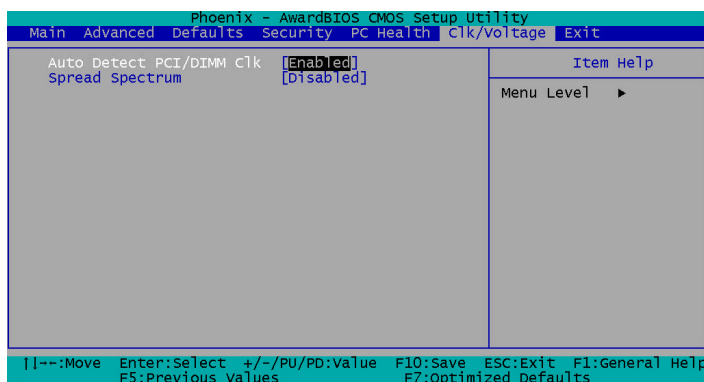 Phoenix - AwardBIOS CMOS Setup Utility
Main Advanced Defaults Security PC Health Clk/Voltage Exit
Auto Detect PCI/DIMM Clk [Enabled]
Spread Spectrum [Disabled]
Item Help
Menu Level ►
↑↓→←:Move Enter:Select +/-/PU/PD:Value F10:Save ESC:Exit F1:General Help
F5:Previous Values F7:Optimized Defaults